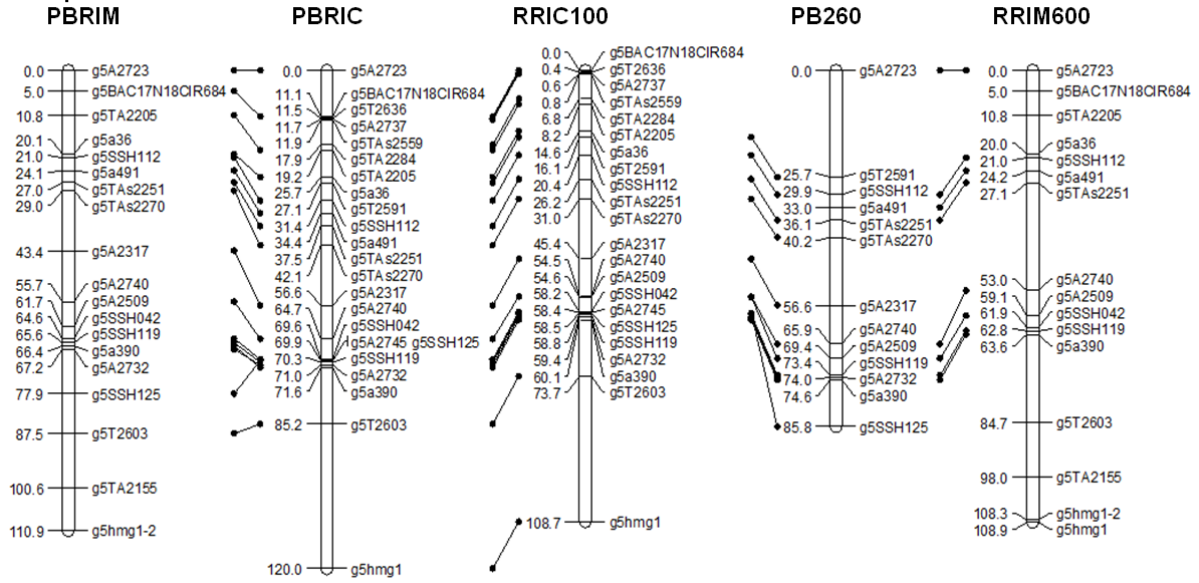 PBRIM
0.0 g5A2723
5.0 g5BAC17N18CIR684
10.8 g5TA2205
20.1 g5a36
21.0 g5SSH112
24.1 g5a491
27.0 g5TAs2251
29.0 g5TAs2270
43.4 g5A2317
55.7 g5A2740
61.7 g5A2509
64.6 g5SSH042
65.6 g5SSH119
66.4 g5a390
67.2 g5A2732
77.9 g5SSH125
87.5 g5T2603
100.6 g5TA2155
110.9 g5hmg1-2
PBRIC
0.0 g5A2723
11.1 g5BAC17N18CIR684
11.5 g5T2636
11.7 g5A2737
11.9 g5TAs2559
17.9 g5TA2284
19.2 g5TA2205
25.7 g5a36
27.1 g5T2591
31.4 g5SSH112
34.4 g5a491
37.5 g5TAs2251
42.1 g5TAs2270
56.6 g5A2317
64.7 g5A2740
69.6 g5SSH042
69.9 g5A2745 g5SSH125
70.3 g5SSH119
71.0 g5A2732
71.6 g5a390
85.2 g5T2603
120.0 g5hmg1
RRIC100
0.0 g5BAC17N18CIR684
0.4 g5T2636
0.6 g5A2737
0.8 g5TAs2559
6.8 g5TA2284
8.2 g5TA2205
14.6 g5a36
16.1 g5T2591
20.4 g5SSH112
26.2 g5TAs2251
31.0 g5TAs2270
45.4 g5A2317
54.5 g5A2740
54.6 g5A2509
58.2 g5SSH042
58.4 g5A2745
58.5 g5SSH125
58.8 g5SSH119
59.4 g5A2732
60.1 g5a390
73.7 g5T2603
108.7 g5hmg1
PB260
0.0 g5A2723
25.7 g5T2591
29.9 g5SSH112
33.0 g5a491
36.1 g5TAs2251
40.2 g5TAs2270
56.6 g5A2317
65.9 g5A2740
69.4 g5A2509
73.4 g5SSH119
74.0 g5A2732
74.6 g5a390
85.8 g5SSH125
RRIM600
0.0 g5A2723
5.0 g5BAC17N18CIR684
10.8 g5TA2205
20.0 g5a36
21.0 g5SSH112
24.2 g5a491
27.1 g5TAs2251
53.0 g5A2740
59.1 g5A2509
61.9 g5SSH042
62.8 g5SSH119
63.6 g5a390
84.7 g5T2603
98.0 g5TA2155
108.3 g5hmg1-2
108.9 g5hmg1